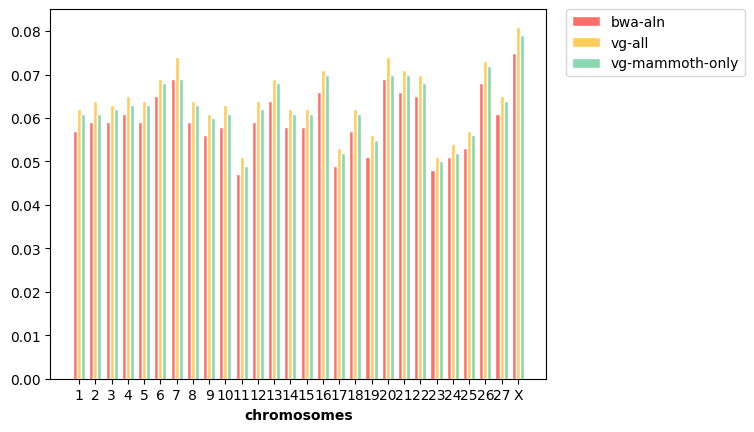 0.08
0.07
0.06
0.05
0.04
0.03
0.02
0.01
0.00
1 2 3 4 5 6 7 8 9 10 11 12 13 14 15 16 17 18 19 20 21 22 23 24 25 26 27 X
chromosomes
bwa-aln
vg-all
vg-mammoth-only